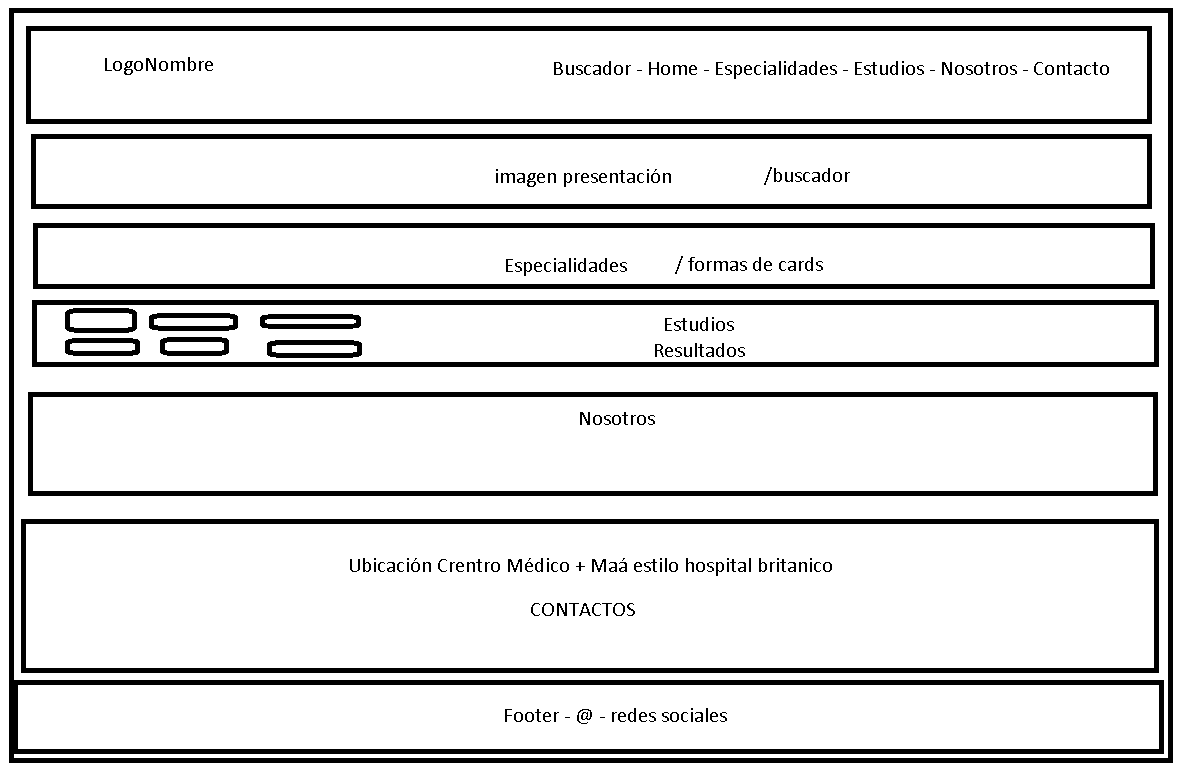 LogoNombre
Buscador - Home - Especialidades - Estudios - Nosotros - Contacto
imagen presentación /buscador
Especialidades / formas de cards
Estudios
Resultados
Nosotros
Ubicación Crentro Médico + Maá estilo hospital britanico
CONTACTOS
Footer - @ - redes sociales